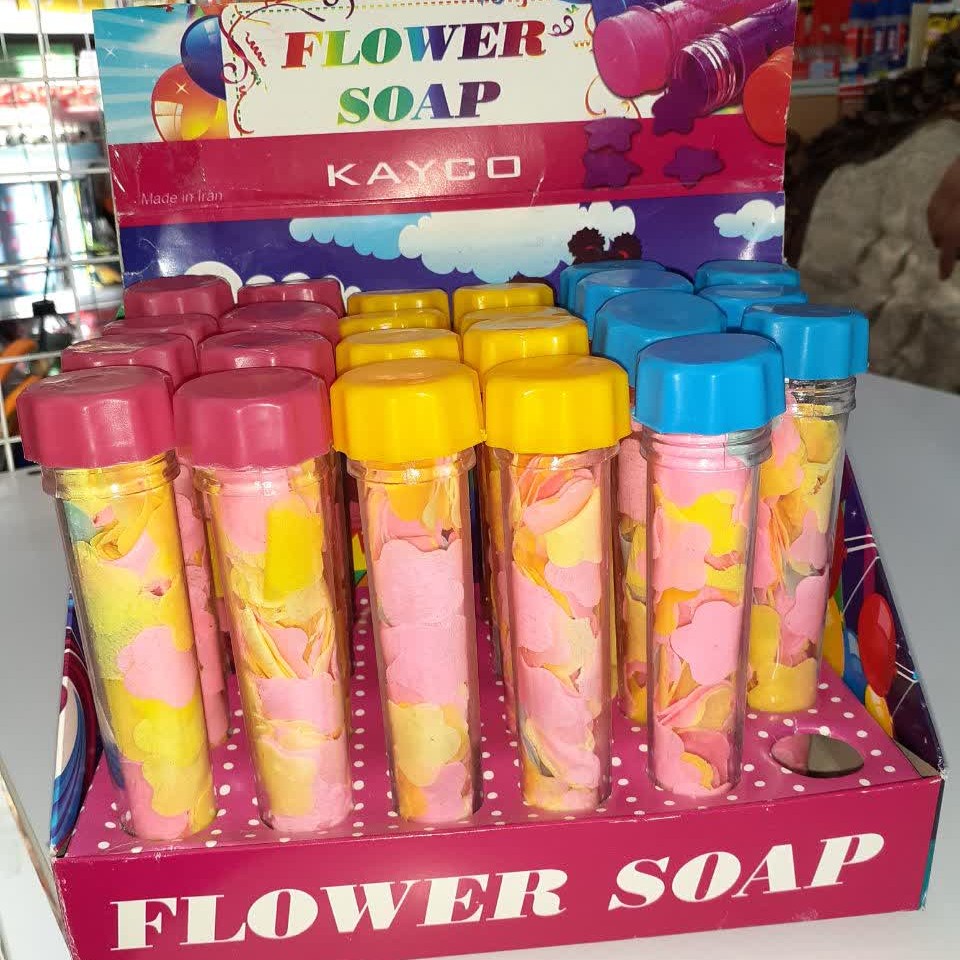 FLOWER
SOAP
KAYCO
Made in Iran
FLOWER SOAP